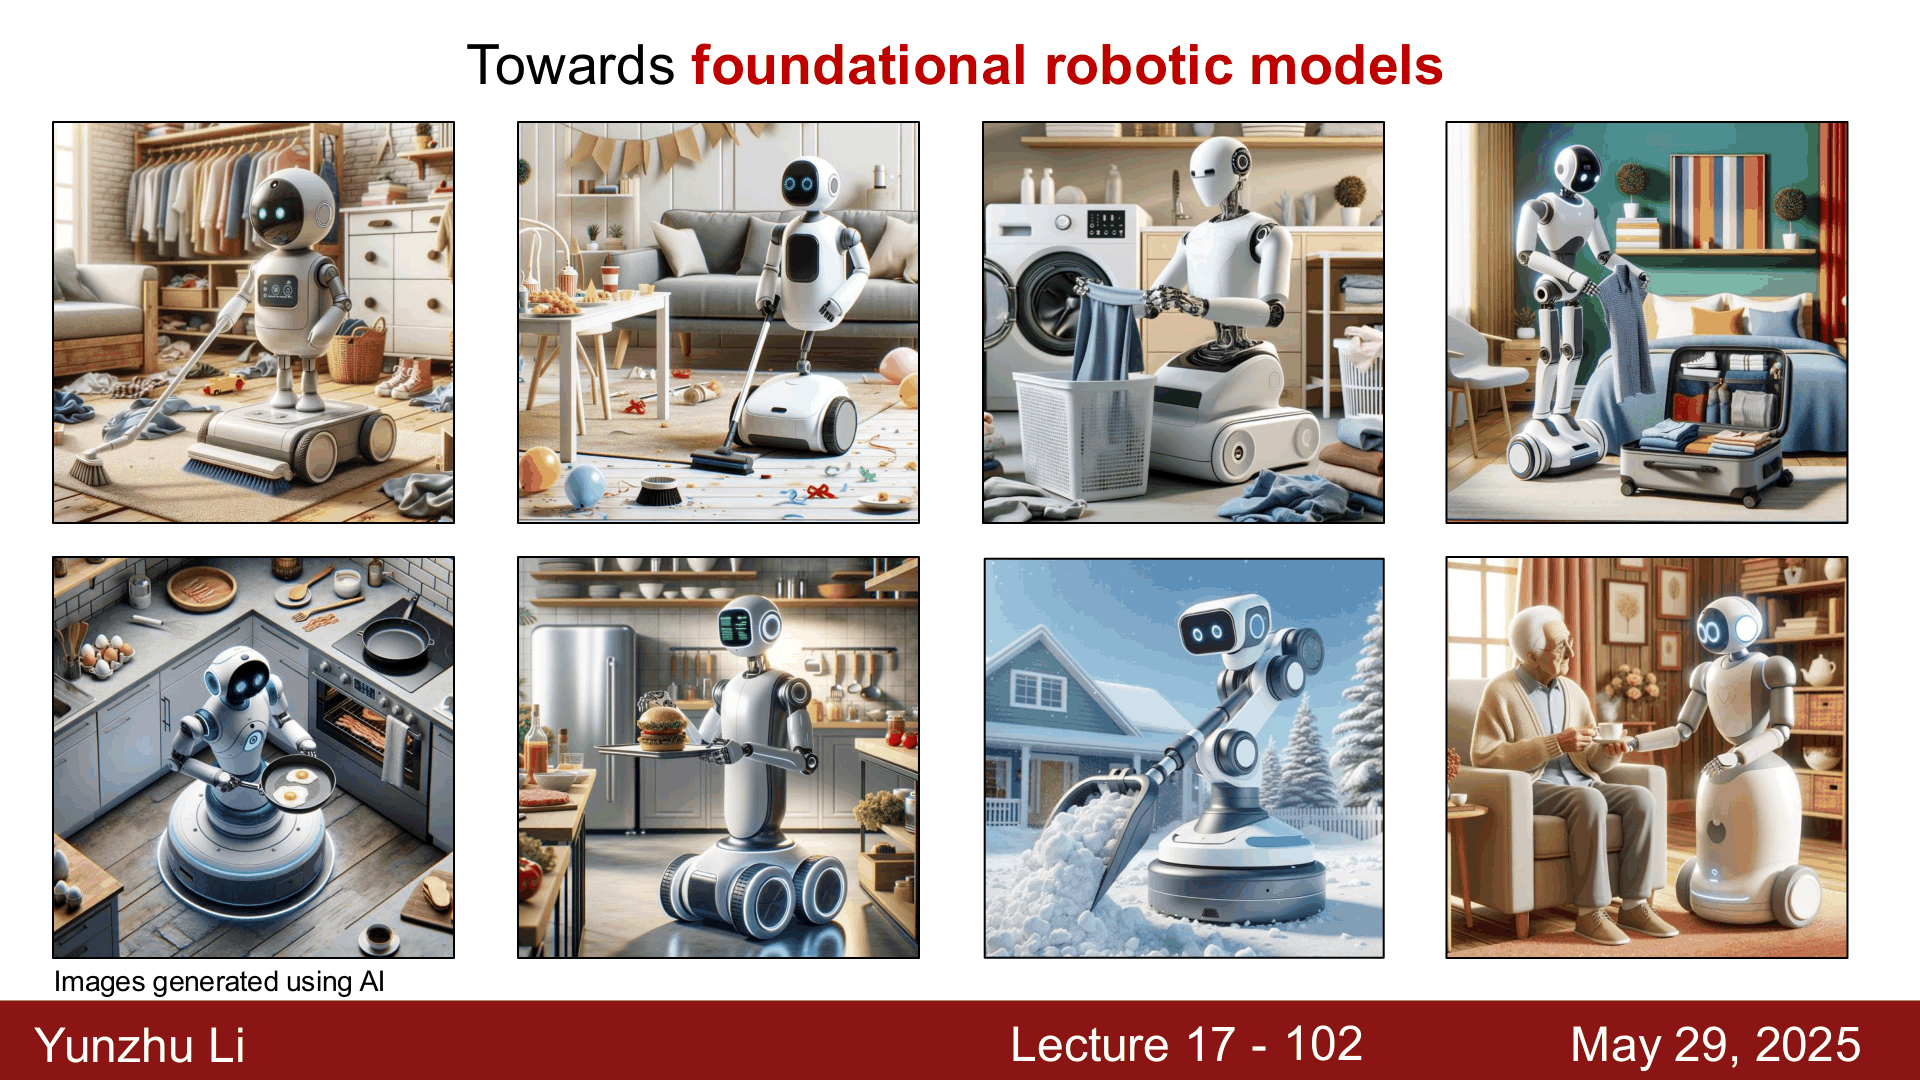 Towards foundational robotic models
Images generated using AI
Yunzhu Li
Lecture 17 - 102
May 29, 2025